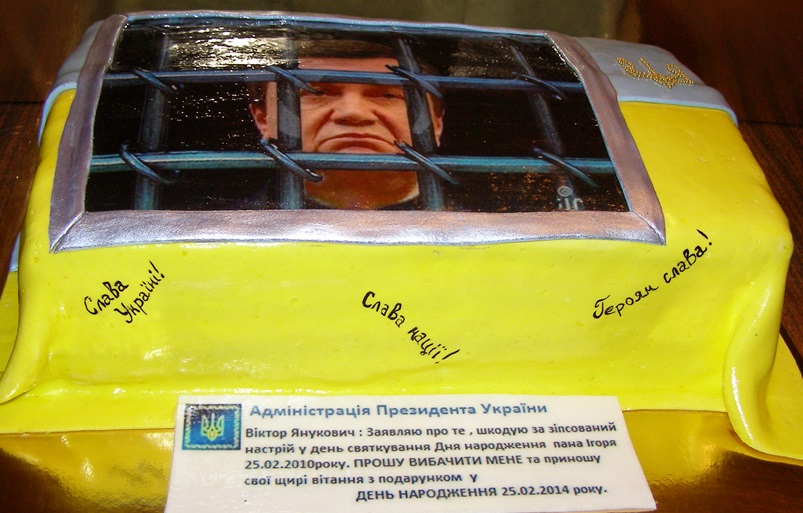 Слава
Україні!
Слава нації!
Героям слава!
Адміністрація Президента України
Віктор Янукович : Заявляю про те , шкодую за зіпсований
настрій у день святкування Дня народження пана Ігоря
25.02.2010року. ПРОШУ ВИБАЧИТИ МЕНЕ та приношу
свої щирі вітання з подарунком у
ДЕНЬ НАРОДЖЕННЯ 25.02.2014 року.